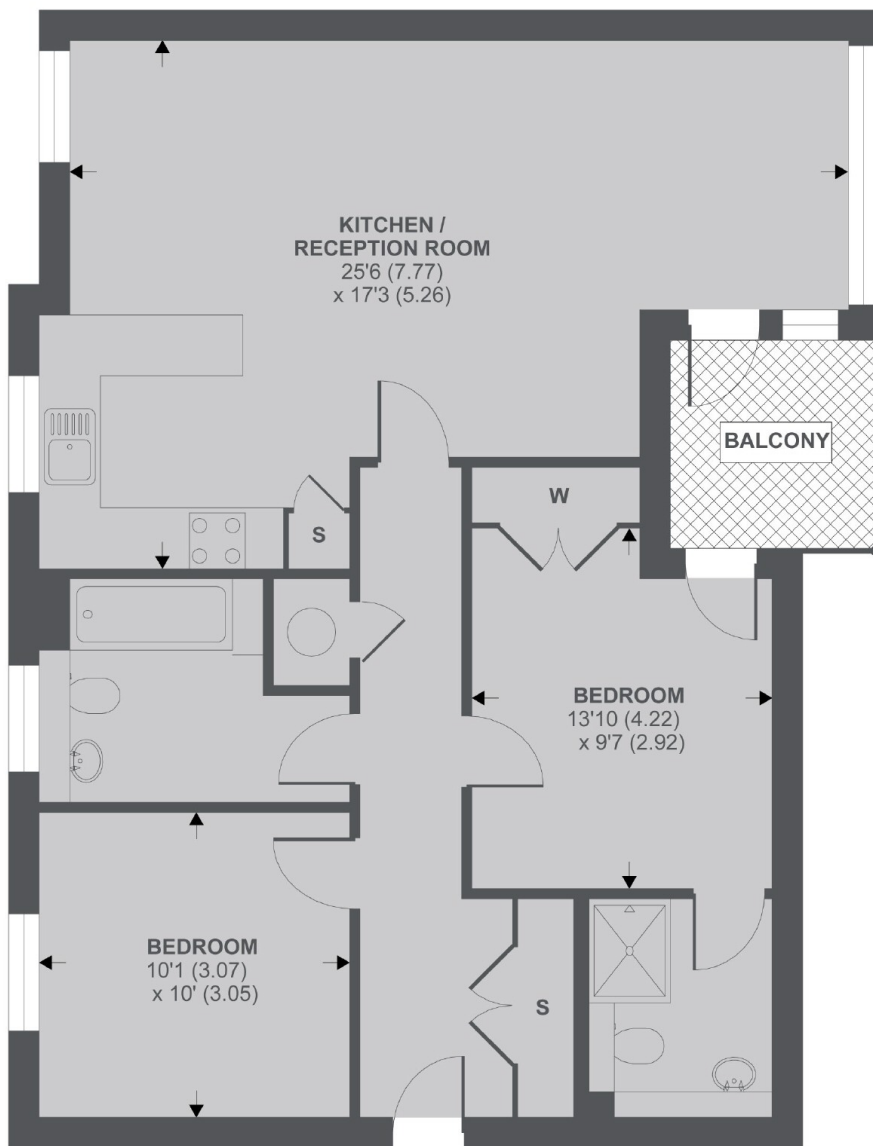 KITCHEN /
RECEPTION ROOM
25'6 (7.77)
x 17'3 (5.26)
BALCONY
W
S
BEDROOM
13'10 (4.22)
x 9'7 (2.92)
BEDROOM
10'1 (3.07)
x 10' (3.05)
S